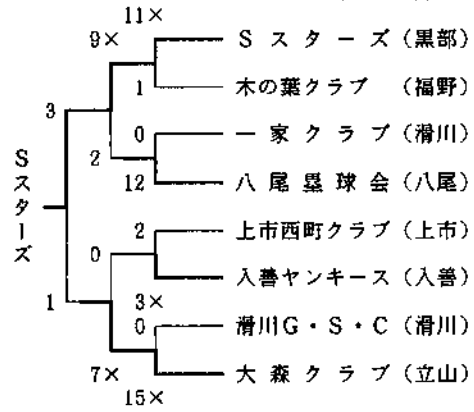 11×
9×
Sスターズ(黒部)
1
木の葉クラブ(福野)
3
0
一家クラブ(滑川)
2
12
八尾塁球会(八尾)
Sスターズ
2
上市西町クラブ(上市)
0
入善ヤンキース(入善)
1
3×
0
滑川G・S・C(滑川)
7×
大森クラブ(立山)
15×